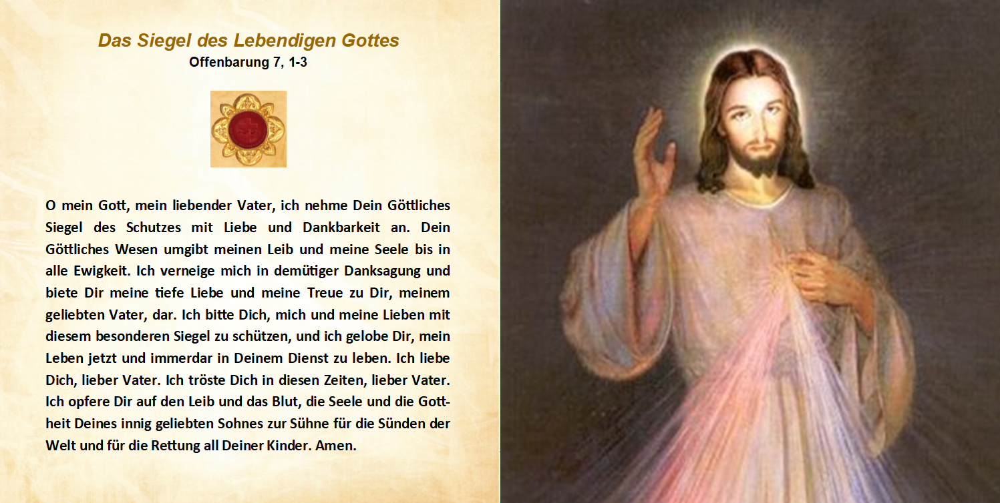 Das Siegel des Lebendigen Gottes
Offenbarung 7, 1-3
O mein Gott, mein liebender Vater, ich nehme Dein Göttliches
Siegel des Schutzes mit Liebe und Dankbarkeit an. Dein
Göttliches Wesen umgibt meinen Leib und meine Seele bis in
alle Ewigkeit. Ich verneige mich in demütiger Danksagung und
biete Dir meine tiefe Liebe und meine Treue zu Dir, meinem
geliebten Vater, dar. Ich bitte Dich, mich und meine Lieben mit
diesem besonderen Siegel zu schützen, und ich gelobe Dir, mein
Leben jetzt und immerdar in Deinem Dienst zu leben. Ich liebe
Dich, lieber Vater. Ich tröste Dich in diesen Zeiten, lieber Vater.
Ich opfere Dir auf den Leib und das Blut, die Seele und die Gott-
heit Deines innig geliebten Sohnes zur Sühne für die Sünden der
Welt und für die Rettung all Deiner Kinder. Amen.